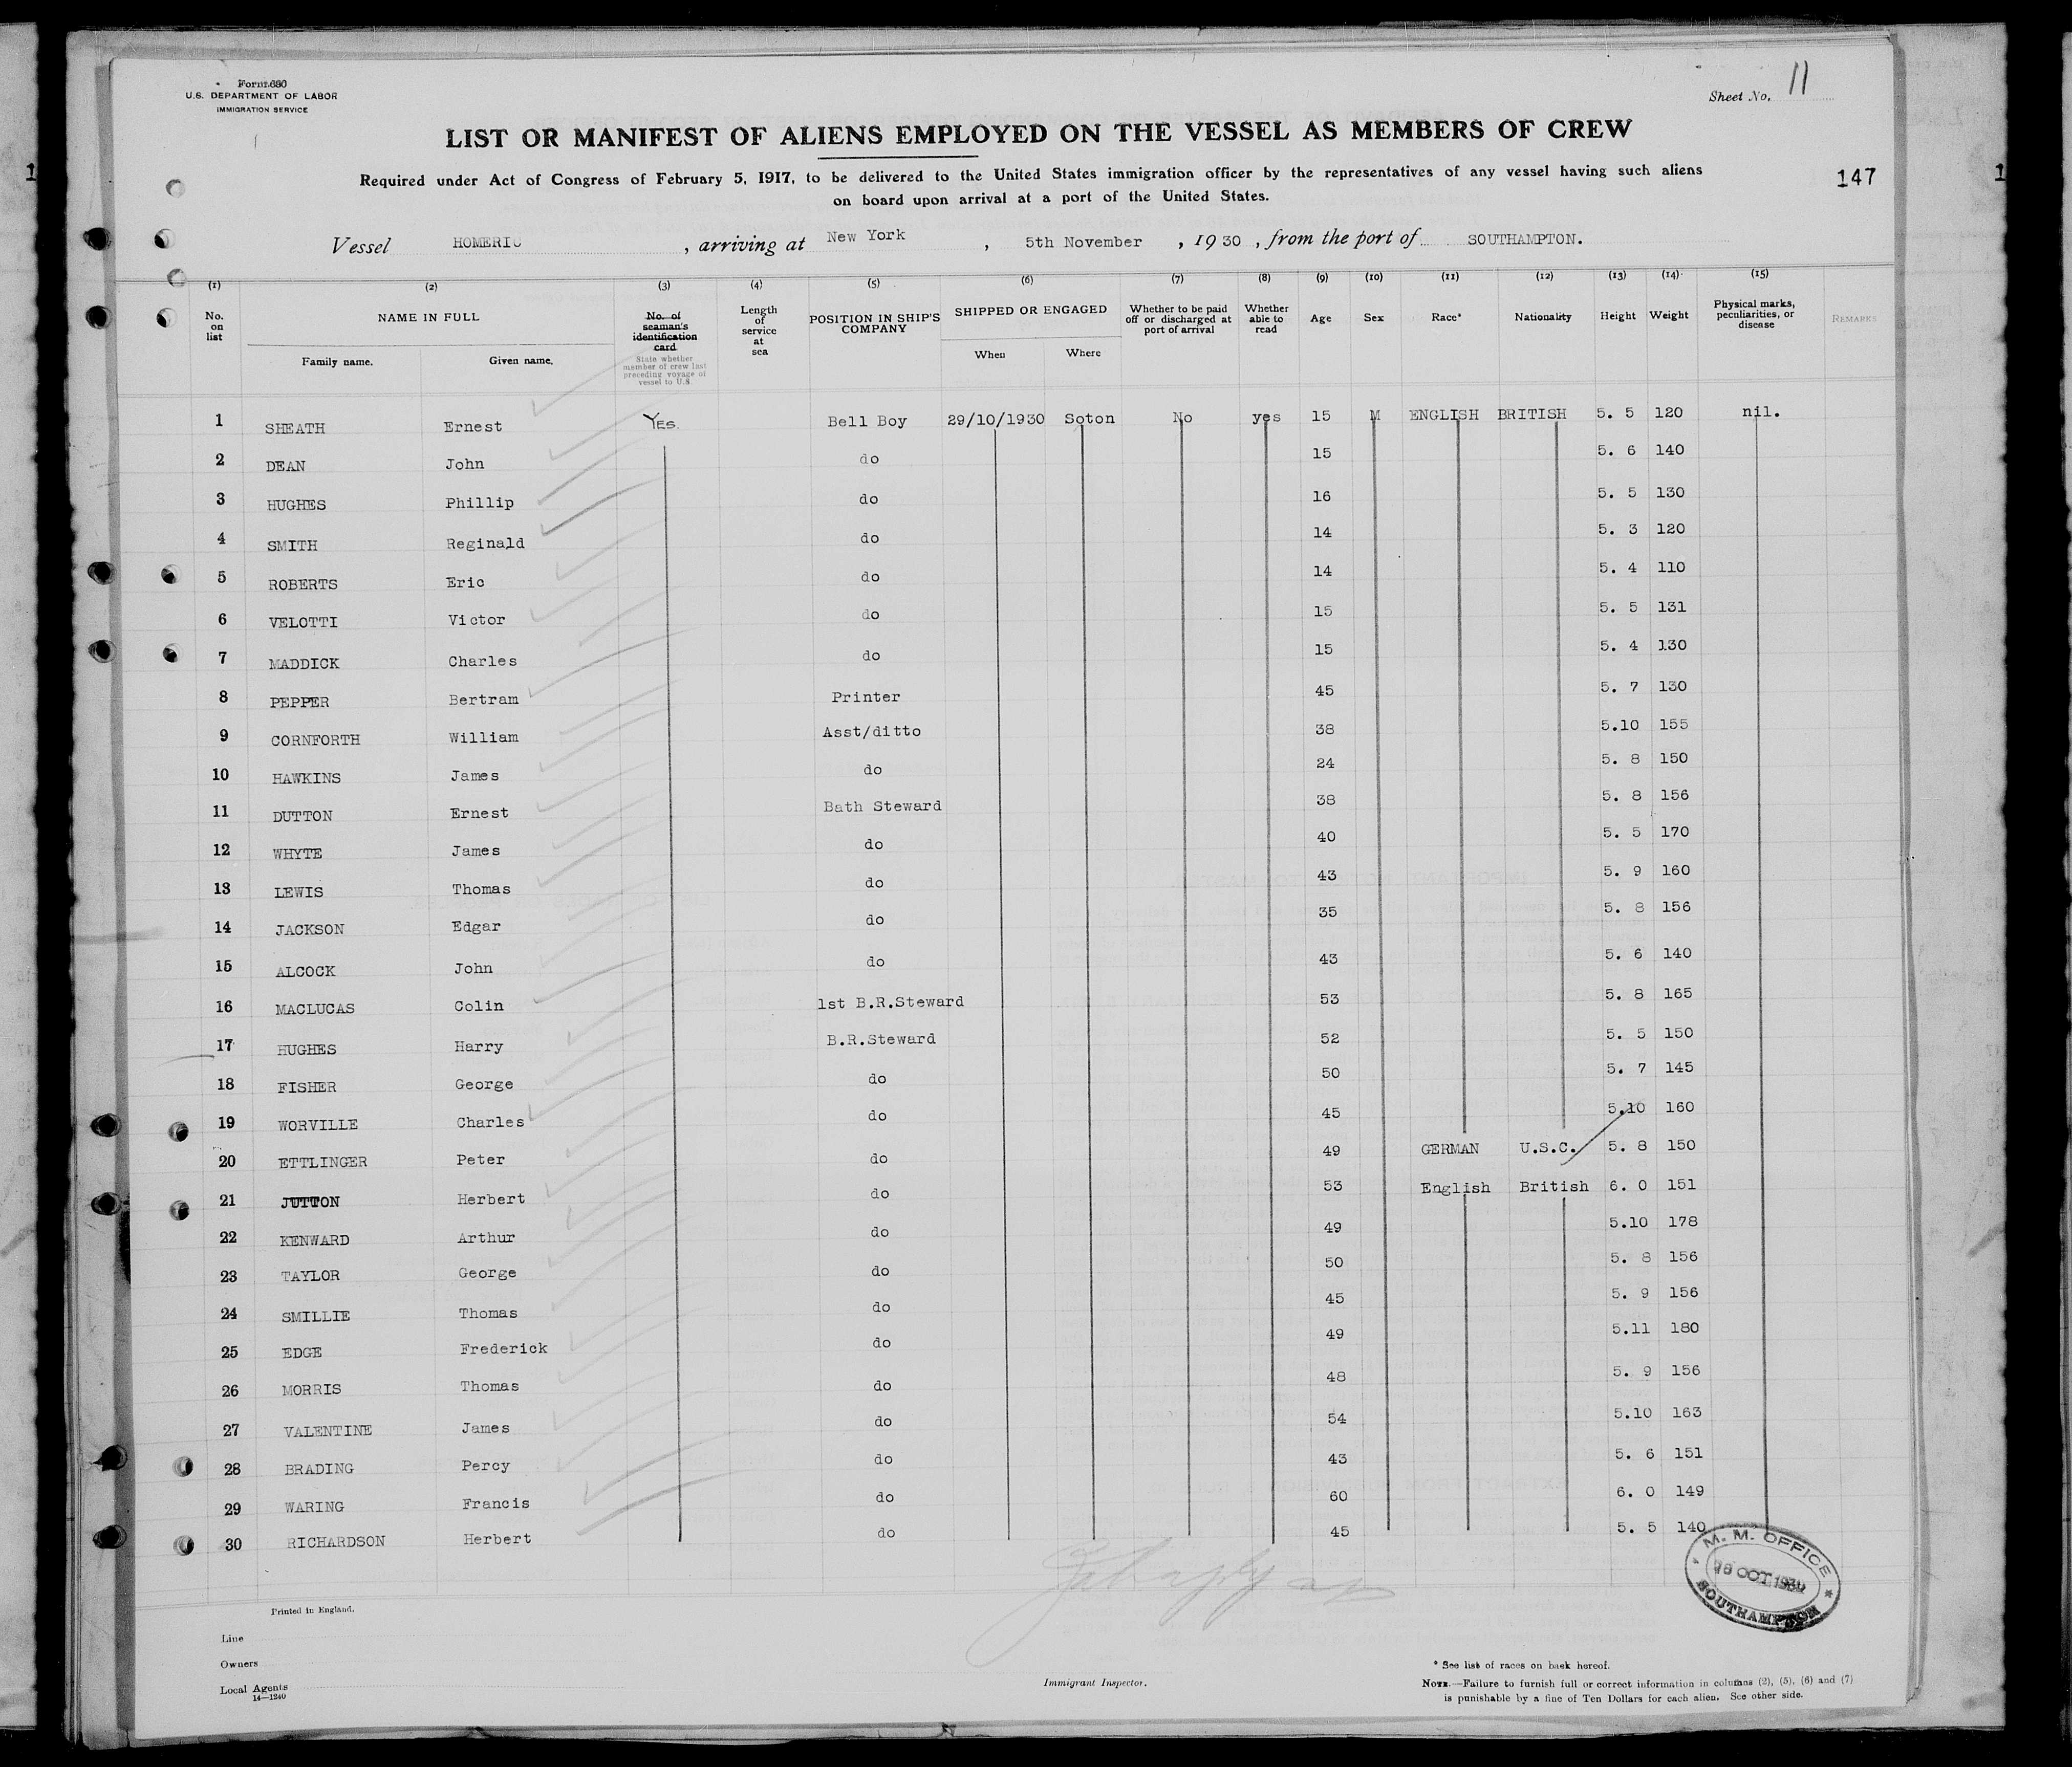 Form 680
U.S. DEPARTMENT OF LABOR
IMMIGRATION SERVICE
Sheet No. 11
LIST OR MANIFEST OF ALIENS EMPLOYED ON THE VESSEL AS MEMBERS OF CREW
Required under Act of Congress of February 5, 1917, to be delivered to the United States immigration officer by the representatives of any vessel having such aliens
on board upon arrival at a port of the United States.
147
Vessel HOMERIC , arriving at New York , 5th November , 1930 , from the port of SOUTHAMPTON.
(1) (2) (3) (4) (5) (6) (7) (8) (9) (10) (11) (12) (13) (14) (15)
No. on list NAME IN FULL Family name. Given name. No. of seaman's identification card State whether member of crew last preceding voyage of vessel to U.S. Length of service at sea POSITION IN SHIP'S COMPANY SHIPPED OR ENGAGED When Where Whether to be paid off or discharged at port of arrival Whether able to read Age Sex Race* Nationality Height Weight Physical marks, peculiarities, or disease REMARKS
1 SHEATH Ernest Yes. Bell Boy 29/10/1930 Soton No yes 15 M ENGLISH BRITISH 5. 5 120 nil.
2 DEAN John do 15 5. 6 140
3 HUGHES Phillip do 16 5. 5 130
4 SMITH Reginald do 14 5. 3 120
5 ROBERTS Eric do 14 5. 4 110
6 VELOTTI Victor do 15 5. 5 131
7 MADDICK Charles do 15 5. 4 130
8 PEPPER Bertram Printer 45 5. 7 130
9 CORNFORTH William Asst/ditto 38 5.10 155
10 HAWKINS James do 24 5. 8 150
11 DUTTON Ernest Bath Steward 38 5. 8 156
12 WHYTE James do 40 5. 5 170
13 LEWIS Thomas do 43 5. 9 160
14 JACKSON Edgar do 35 5. 8 156
15 ALCOCK John do 43 5. 6 140
16 MACLUCAS Colin 1st B.R.Steward 53 5. 8 165
17 HUGHES Harry B.R.Steward 52 5. 5 150
18 FISHER George do 50 5. 7 145
19 WORVILLE Charles do 45 5.10 160
20 ETTLINGER Peter do 49 GERMAN U.S.C. 5. 8 150
21 JUTTON Herbert do 53 English British 6. 0 151
22 KENWARD Arthur do 49 5.10 178
23 TAYLOR George do 50 5. 8 156
24 SMILLIE Thomas do 45 5. 9 156
25 EDGE Frederick do 49 5.11 180
26 MORRIS Thomas do 48 5. 9 156
27 VALENTINE James do 54 5.10 163
28 BRADING Percy do 43 5. 6 151
29 WARING Francis do 60 6. 0 149
30 RICHARDSON Herbert do 45 5. 5 140
M. M. OFFICE
OCT 1930
SOUTHAMPTON
Printed in England.
Line
Owners
Local Agents
14—1240
Immigrant Inspector.
* See list of races on back hereof.
NOTE.—Failure to furnish full or correct information in columns (2), (5), (6) and (7)
is punishable by a fine of Ten Dollars for each alien. See other side.